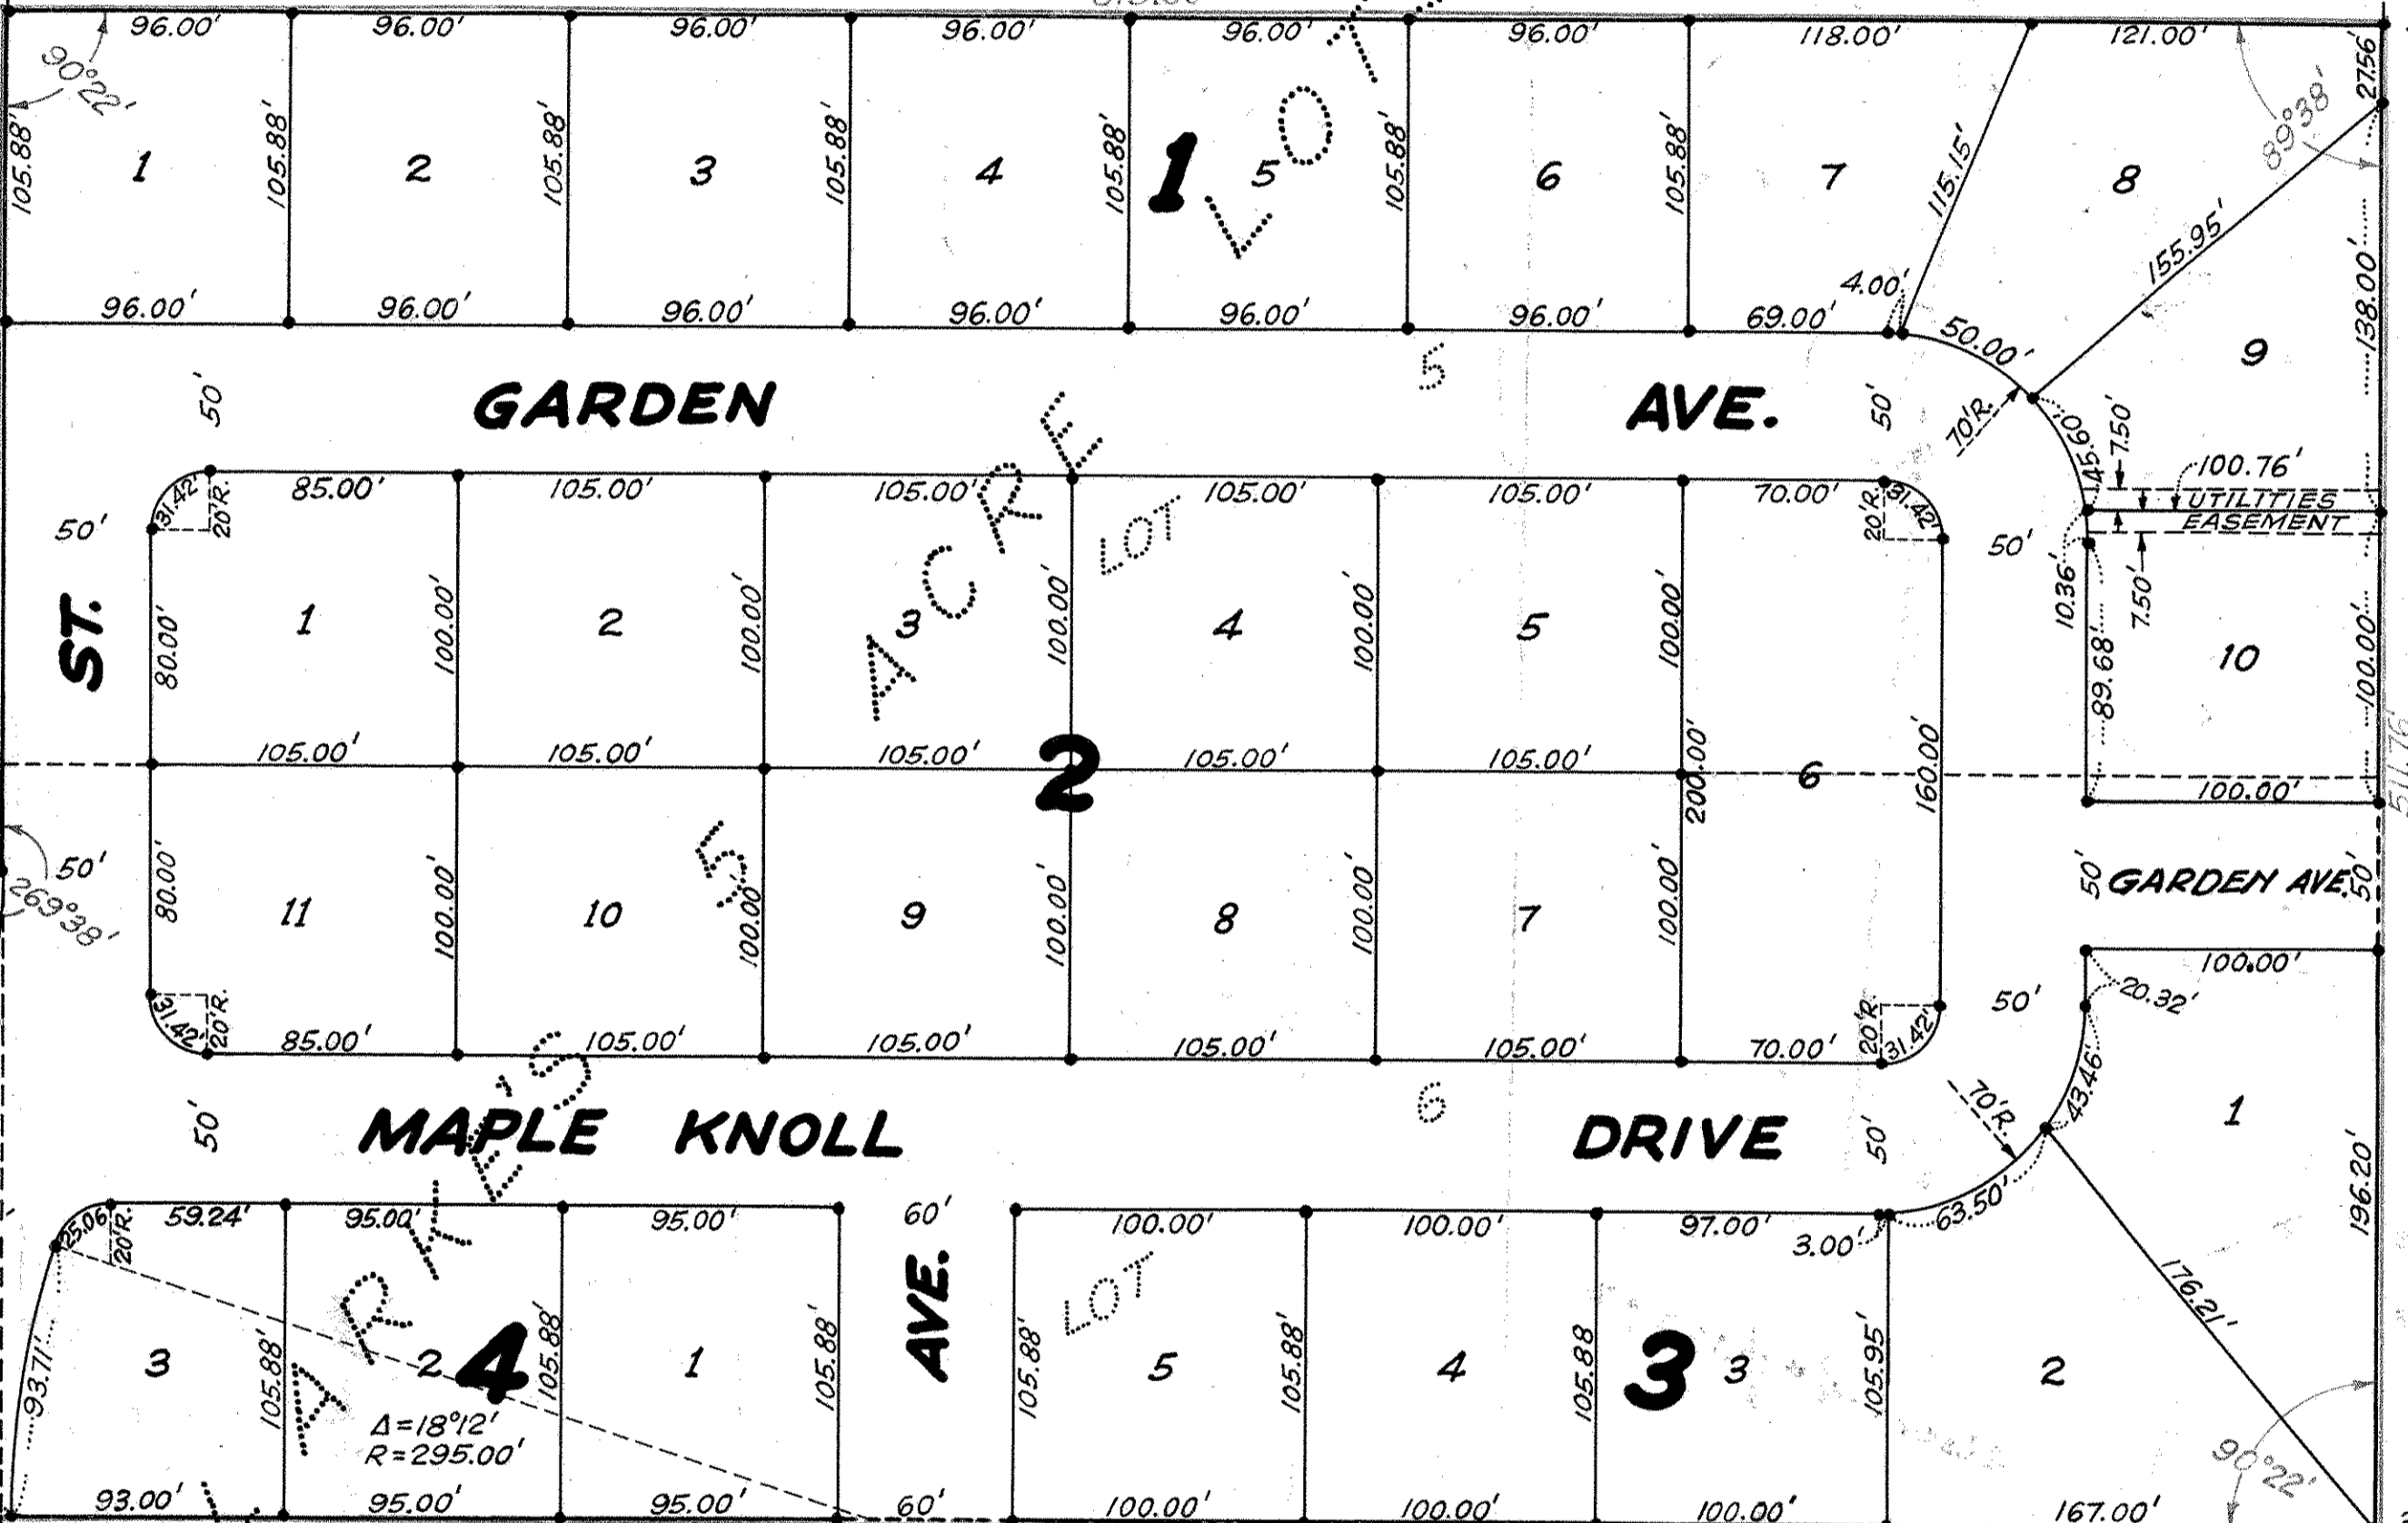 96.00' 96.00' 96.00' 96.00' 96.00' 96.00' 118.00' 121.00'
90°22' 89°38' 27.56'
105.88' 105.88' 105.88' 105.88' 105.88' 105.88' 105.88' 115.15'
1 2 3 4 1 5 6 7 8
LOT
155.95' 138.00'
4.00'
96.00' 96.00' 96.00' 96.00' 96.00' 96.00' 69.00' 50.00'
9
5
50' GARDEN AVE. 50' 70'R.
45.60' 7.50'
100.76'
UTILITIES
EASEMENT
31.42' 20'R. 85.00' 105.00' 105.00' 105.00' 105.00' 70.00' 31.42' 20'R.
50' 50'
LOT
10.36' 7.50'
ST. 80.00' 100.00' 100.00' 100.00' 100.00' 100.00' 89.68' 100.00'
1 2 3 4 5 10
ACRE
511.76'
105.00' 105.00' 105.00' 105.00' 105.00' 200.00' 6 160.00'
2
100.00'
5
50' 50' GARDEN AVE. 50'
269°38'
80.00' 100.00' 100.00' 100.00' 100.00' 100.00'
11 10 9 8 7
100.00'
20.32'
50'
31.42' 20'R. 85.00' 105.00' 105.00' 105.00' 105.00' 70.00' 20'R. 31.42'
43.46'
70'R.
1
6
50' MAPLE KNOLL DRIVE 50'
196.20'
25.06' 20'R. 59.24' 95.00' 95.00' 60' 100.00' 100.00' 97.00' 3.00' 63.50'
LOT
176.21'
AVE.
93.71' 105.88' 105.88' 105.88' 105.88' 105.88' 105.88 105.95'
3 2 4 1 5 4 3 3 2
Δ=18°12'
R=295.00'
90°22'
93.00' 95.00' 95.00' 60' 100.00' 100.00' 100.00' 167.00'